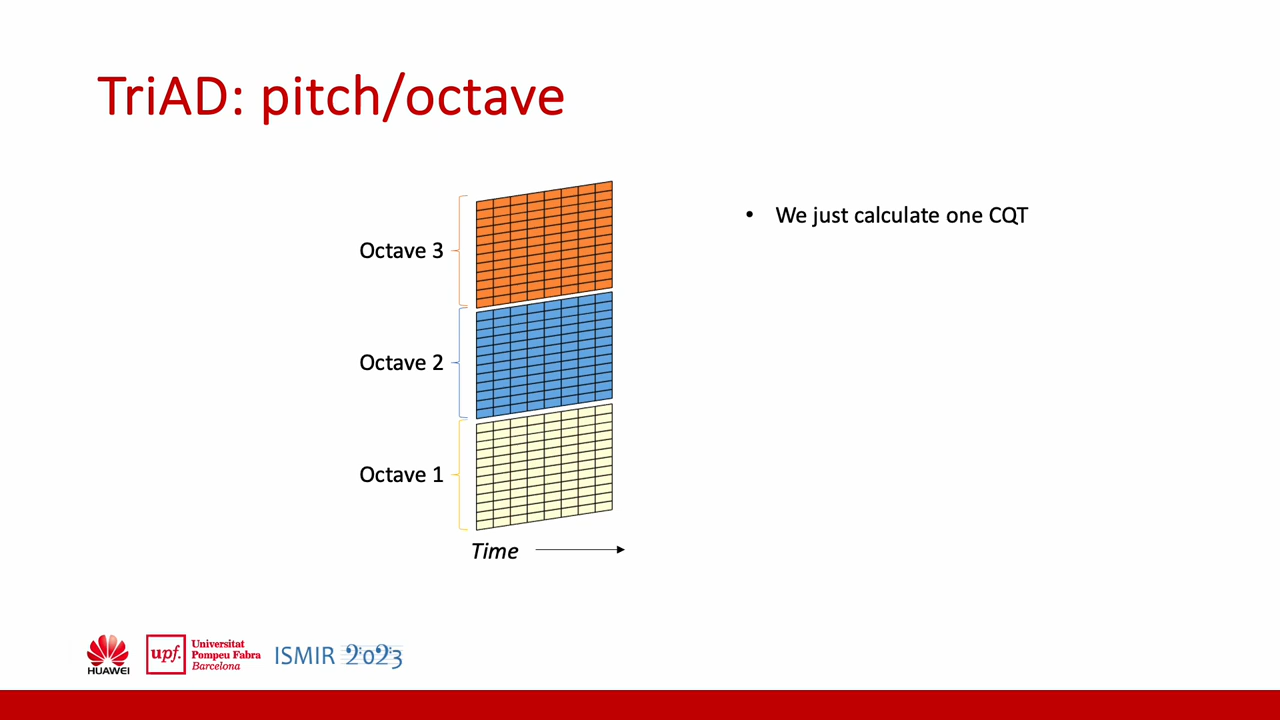 TriAD: pitch/octave
• We just calculate one CQT
Octave 3
Octave 2
Octave 1
Time
HUAWEI
upf.
Universitat
Pompeu Fabra
Barcelona
ISMIR 2023